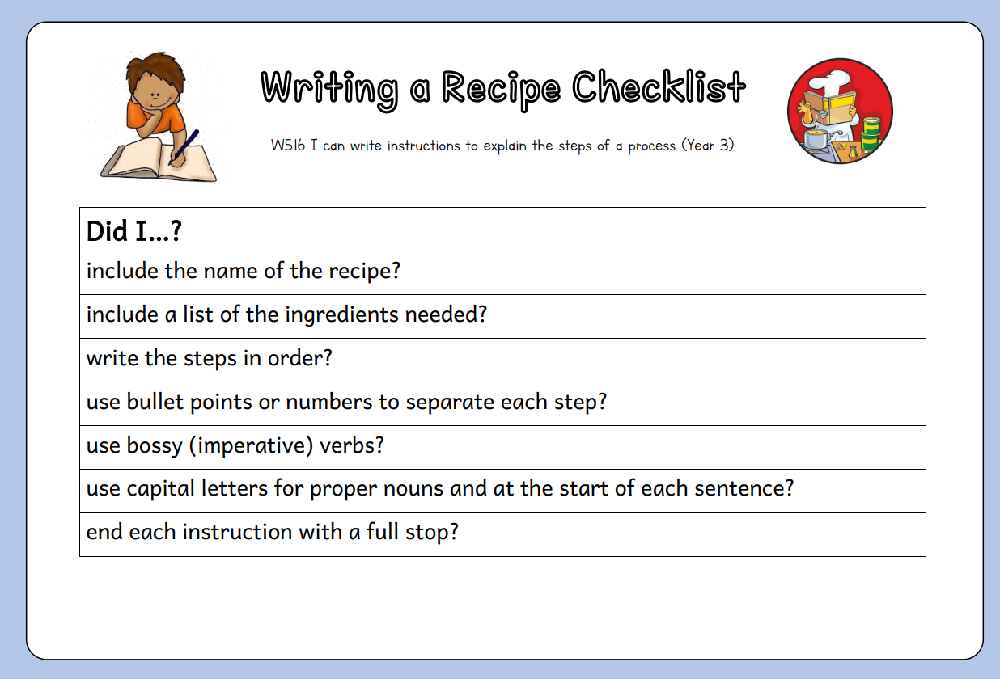 Writing a Recipe Checklist
W5.16 I can write instructions to explain the steps of a process (Year 3)
Did I...?
include the name of the recipe?
include a list of the ingredients needed?
write the steps in order?
use bullet points or numbers to separate each step?
use bossy (imperative) verbs?
use capital letters for proper nouns and at the start of each sentence?
end each instruction with a full stop?